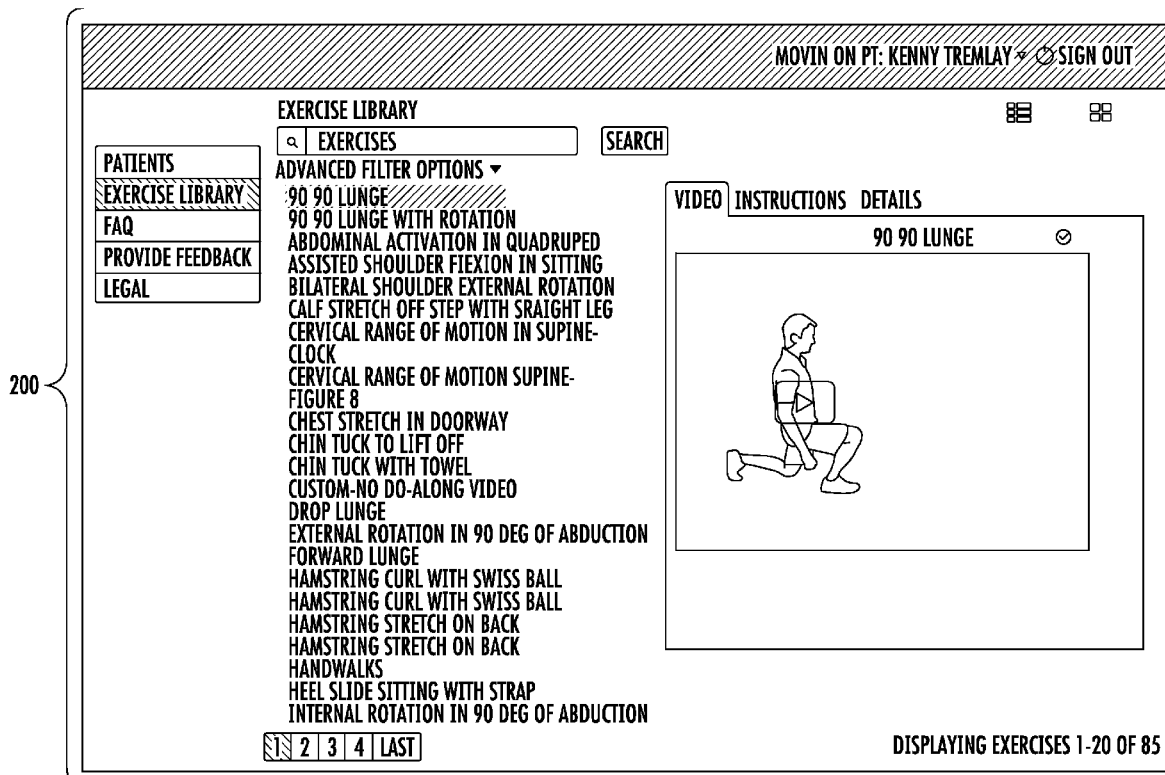 MOVIN ON PT: KENNY TREMLAY SIGN OUT
EXERCISE LIBRARY
EXERCISES
SEARCH
ADVANCED FILTER OPTIONS
PATIENTS
EXERCISE LIBRARY
FAQ
PROVIDE FEEDBACK
LEGAL
90 90 LUNGE
90 90 LUNGE WITH ROTATION
ABDOMINAL ACTIVATION IN QUADRUPED
ASSISTED SHOULDER FIEXION IN SITTING
BILATERAL SHOULDER EXTERNAL ROTATION
CALF STRETCH OFF STEP WITH SRAIGHT LEG
CERVICAL RANGE OF MOTION IN SUPINE-
CLOCK
CERVICAL RANGE OF MOTION SUPINE-
FIGURE 8
CHEST STRETCH IN DOORWAY
CHIN TUCK TO LIFT OFF
CHIN TUCK WITH TOWEL
CUSTOM-NO DO-ALONG VIDEO
DROP LUNGE
EXTERNAL ROTATION IN 90 DEG OF ABDUCTION
FORWARD LUNGE
HAMSTRING CURL WITH SWISS BALL
HAMSTRING CURL WITH SWISS BALL
HAMSTRING STRETCH ON BACK
HAMSTRING STRETCH ON BACK
HANDWALKS
HEEL SLIDE SITTING WITH STRAP
INTERNAL ROTATION IN 90 DEG OF ABDUCTION
1 2 3 4 LAST
VIDEO INSTRUCTIONS DETAILS
90 90 LUNGE
DISPLAYING EXERCISES 1-20 OF 85
200